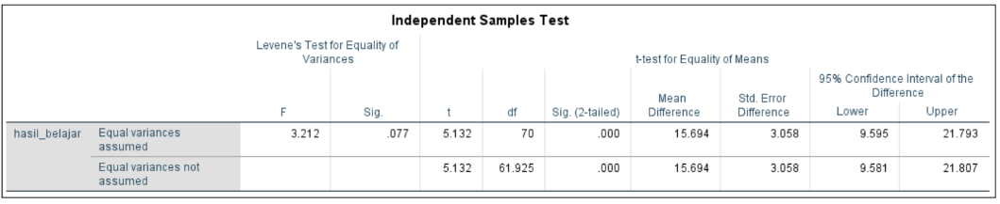 Independent Samples Test
Levene's Test for Equality of
Variances
t-test for Equality of Means
95% Confidence Interval of the
Difference
Mean
Difference
Std. Error
Difference
F Sig. t df Sig. (2-tailed) Lower Upper
hasil_belajar Equal variances
assumed 3.212 .077 5.132 70 .000 15.694 3.058 9.595 21.793
Equal variances not
assumed 5.132 61.925 .000 15.694 3.058 9.581 21.807